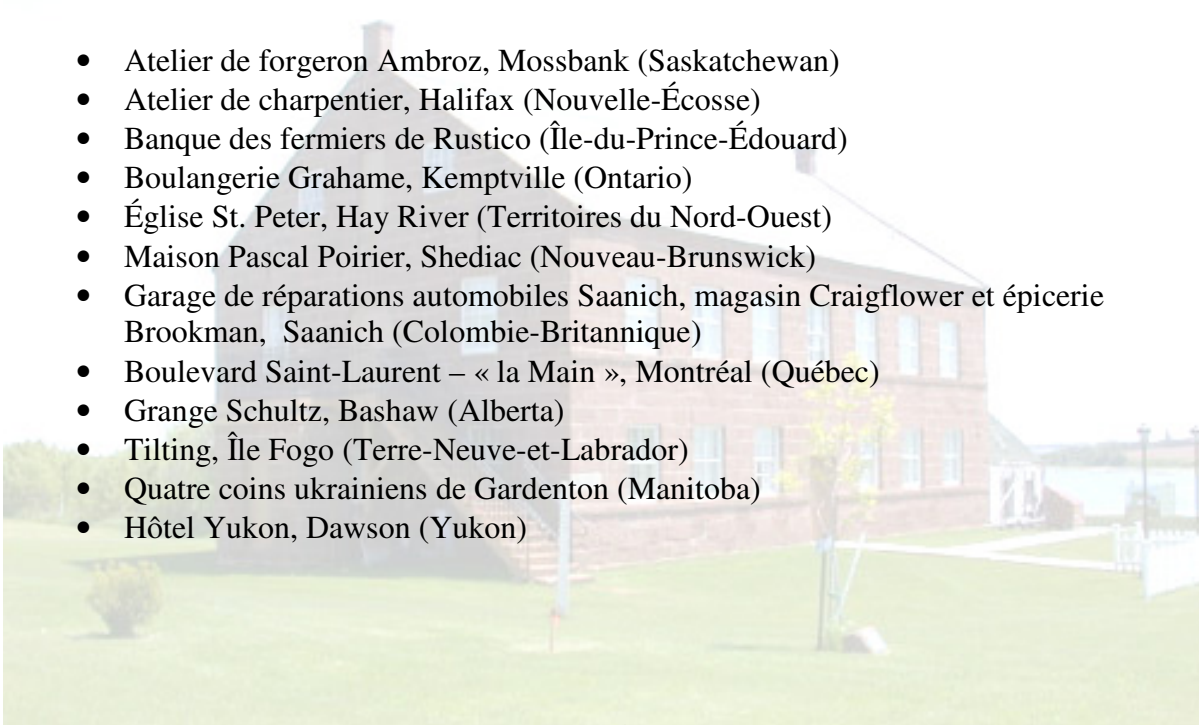 • Atelier de forgeron Ambroz, Mossbank (Saskatchewan)
• Atelier de charpentier, Halifax (Nouvelle-Écosse)
• Banque des fermiers de Rustico (Île-du-Prince-Édouard)
• Boulangerie Grahame, Kemptville (Ontario)
• Église St. Peter, Hay River (Territoires du Nord-Ouest)
• Maison Pascal Poirier, Shediac (Nouveau-Brunswick)
• Garage de réparations automobiles Saanich, magasin Craigflower et épicerie
Brookman, Saanich (Colombie-Britannique)
• Boulevard Saint-Laurent – « la Main », Montréal (Québec)
• Grange Schultz, Bashaw (Alberta)
• Tilting, Île Fogo (Terre-Neuve-et-Labrador)
• Quatre coins ukrainiens de Gardenton (Manitoba)
• Hôtel Yukon, Dawson (Yukon)